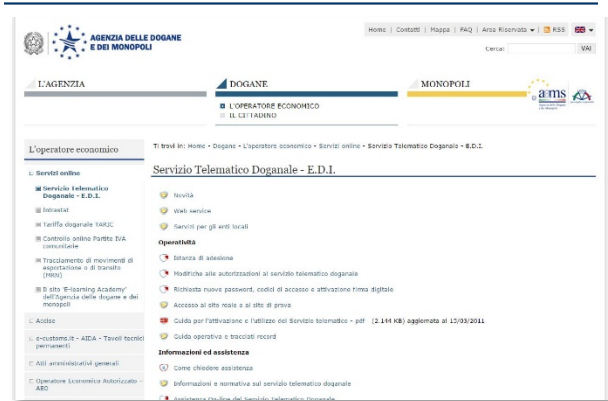 Home | Contatti | Mappa | FAQ | Area Riservata | RSS
AGENZIA DELLE DOGANE
E DEI MONOPOLI
Cerca: VAI
L'AGENZIA
DOGANE
MONOPOLI
aams
L'OPERATORE ECONOMICO
IL CITTADINO
L'operatore economico
Ti trovi in: Home • Dogane • L'operatore economico • Servizi online • Servizio Telematico Doganale - E.D.I.
Servizi online
Servizio Telematico
Doganale - E.D.I.
Intrastat
Tariffa doganale TARIC
Controllo online Partite IVA
comunitarie
Tracciamento di movimenti di
esportazione o di transito
(MRN)
Il sito 'E-learning Academy'
dell'Agenzia delle dogane e dei
monopoli
Accise
e-customs.it - AIDA - Tavoli tecnici
permanenti
Atti amministrativi generali
Operatore Economico Autorizzato -
AEO
Servizio Telematico Doganale - E.D.I.
Novità
Web service
Servizi per gli enti locali
Operatività
Istanza di adesione
Modifiche alle autorizzazioni al servizio telematico doganale
Richiesta nuove password, codici di accesso e attivazione firma digitale
Accesso al sito reale e al sito di prova
Guida per l'attivazione e l'utilizzo del Servizio telematico - pdf (2.144 KB) aggiornata al 15/03/2011
Guida operativa e tracciati record
Informazioni ed assistenza
Come chiedere assistenza
Informazioni e normativa sul servizio telematico doganale
Assistenza On-line del Servizio Telematico Doganale